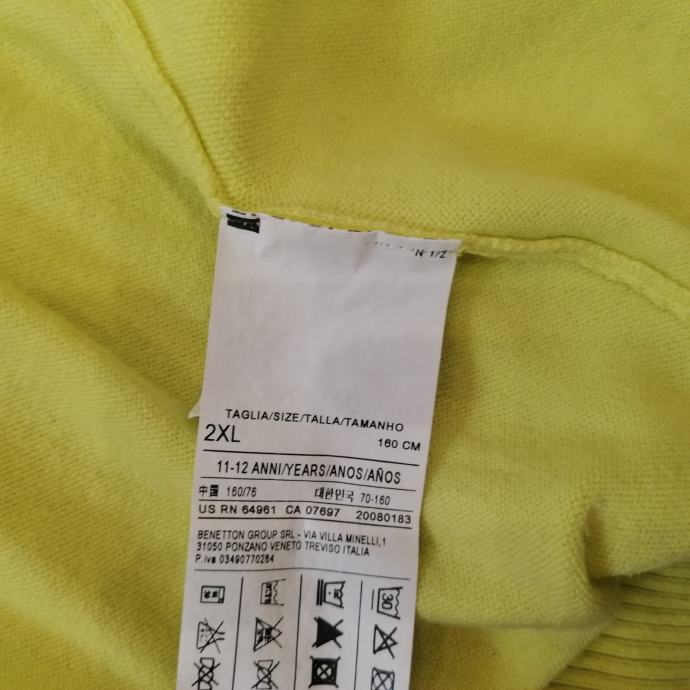 N° 1/2
TAGLIA/SIZE/TALLA/TAMANHO
2XL 160 CM
11-12 ANNI/YEARS/ANOS/AÑOS
中国 160/76 대한민국 70-160
US RN 64961 CA 07697 20080183
BENETTON GROUP SRL - VIA VILLA MINELLI,1
31050 PONZANO VENETO TREVISO ITALIA
P.iva 03490770264
30